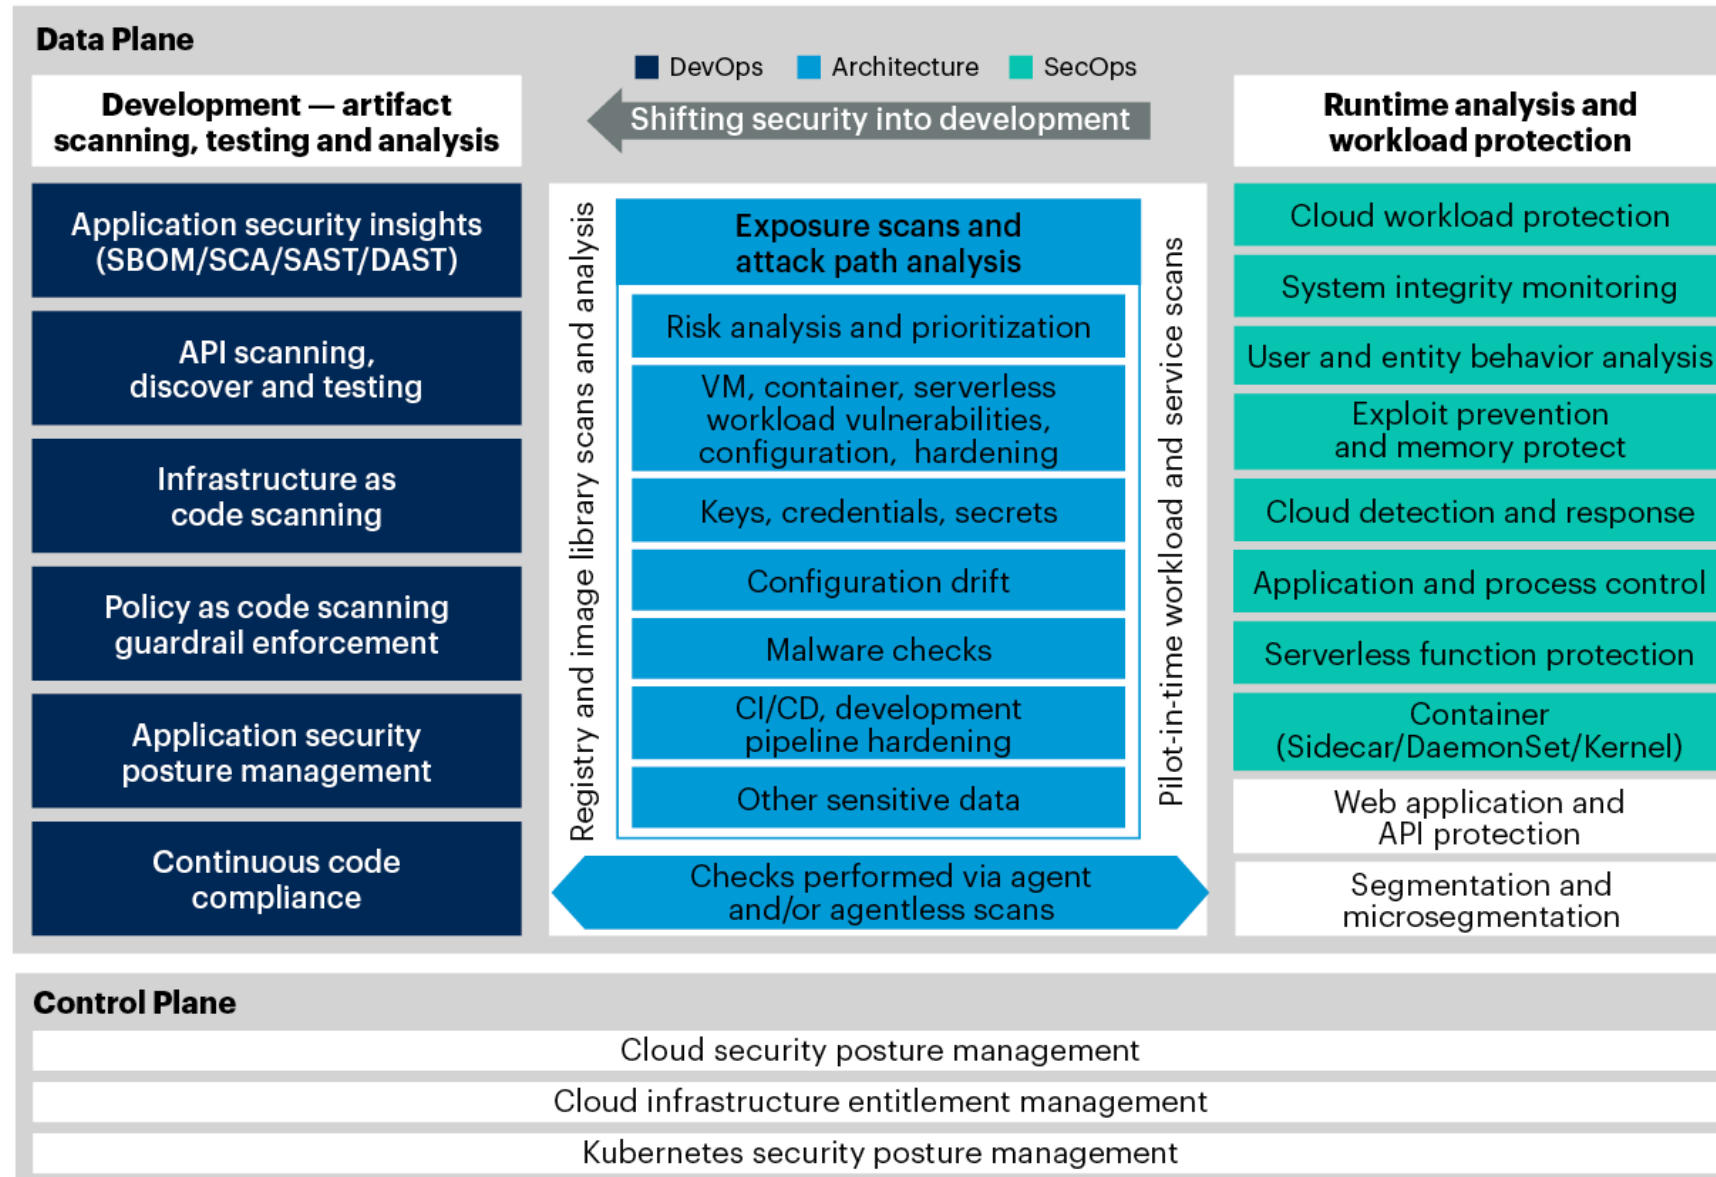 Data Plane
DevOps
Architecture
SecOps
Shifting security into development
Development — artifact
scanning, testing and analysis
Application security insights
(SBOM/SCA/SAST/DAST)
API scanning,
discover and testing
Infrastructure as
code scanning
Policy as code scanning
guardrail enforcement
Application security
posture management
Continuous code
compliance
Registry and image library scans and analysis
Exposure scans and
attack path analysis
Risk analysis and prioritization
VM, container, serverless
workload vulnerabilities,
configuration, hardening
Keys, credentials, secrets
Configuration drift
Malware checks
CI/CD, development
pipeline hardening
Other sensitive data
Pilot-in-time workload and service scans
Checks performed via agent
and/or agentless scans
Runtime analysis and
workload protection
Cloud workload protection
System integrity monitoring
User and entity behavior analysis
Exploit prevention
and memory protect
Cloud detection and response
Application and process control
Serverless function protection
Container
(Sidecar/DaemonSet/Kernel)
Web application and
API protection
Segmentation and
microsegmentation
Control Plane
Cloud security posture management
Cloud infrastructure entitlement management
Kubernetes security posture management